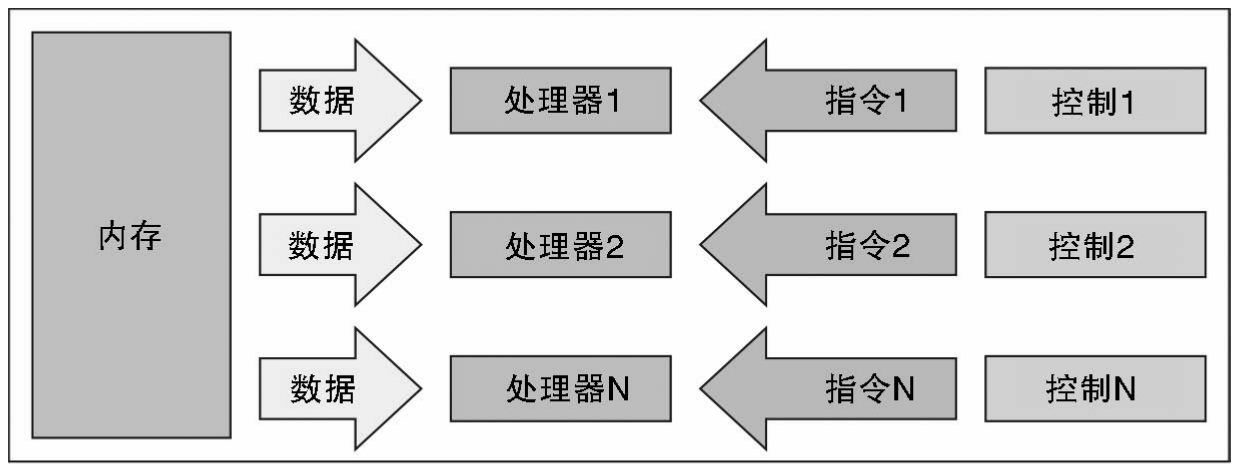 数据 处理器1 指令1 控制1
内存 数据 处理器2 指令2 控制2
数据 处理器N 指令N 控制N